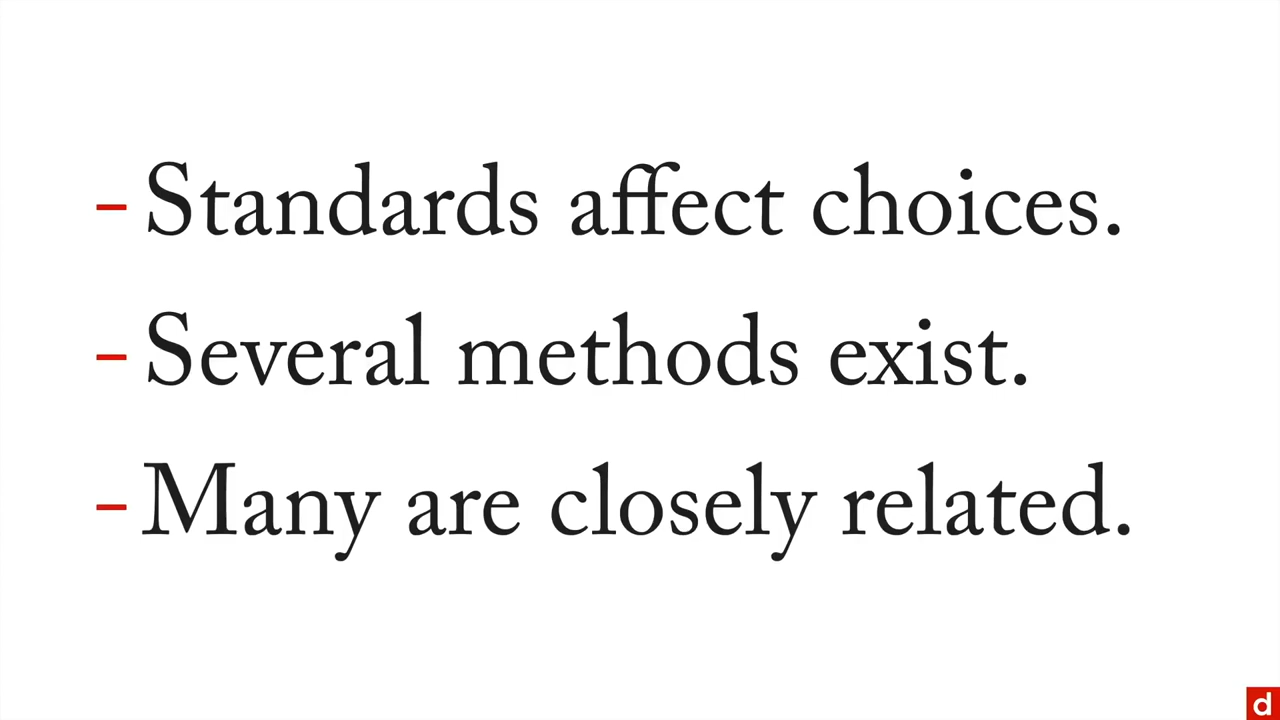 - Standards affect choices.
- Several methods exist.
- Many are closely related.
d